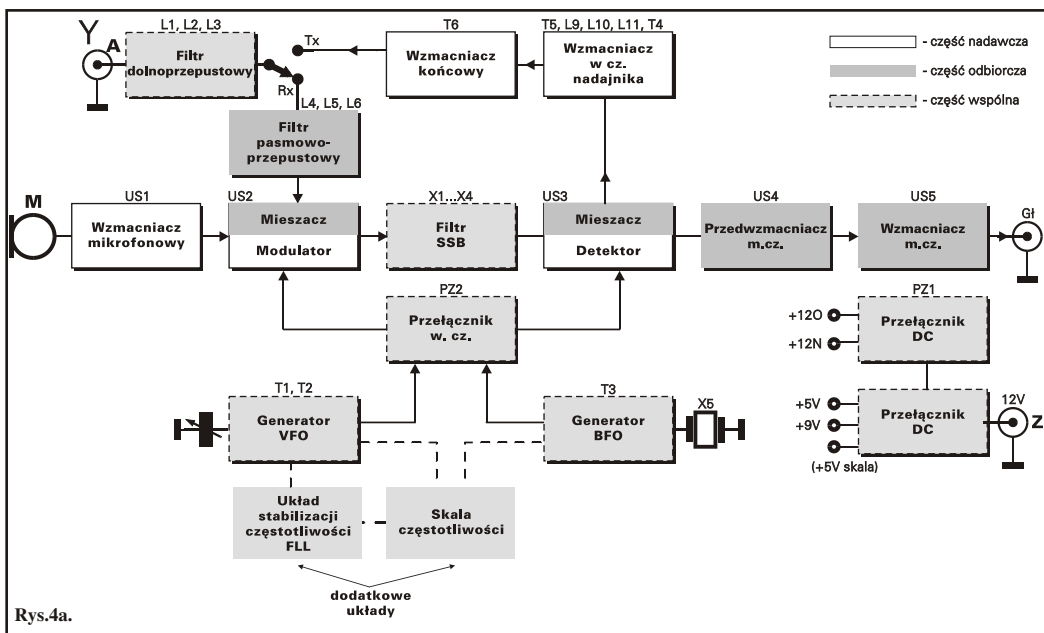 L1, L2, L3
T6
T5, L9, L10, L11, T4
A
Filtr
dolnoprzepustowy
Tx
Rx
Wzmacniacz
końcowy
Wzmacniacz
w cz.
nadajnika
- część nadawcza
- część odbiorcza
- część wspólna
L4, L5, L6
Filtr
pasmowo-
przepustowy
M
US1
US2
X1...X4
US3
US4
US5
Gł
Wzmacniacz
mikrofonowy
Mieszacz
Modulator
Filtr
SSB
Mieszacz
Detektor
Przedwzmacniacz
m.cz.
Wzmacniacz
m.cz.
PZ2
Przełącznik
w. cz.
PZ1
+12O
+12N
Przełącznik
DC
T1, T2
Generator
VFO
T3
Generator
BFO
X5
+5V
+9V
(+5V skala)
Przełącznik
DC
12V
Z
Układ
stabilizacji
częstotliwości
FLL
Skala
częstotliwości
dodatkowe
układy
Rys.4a.